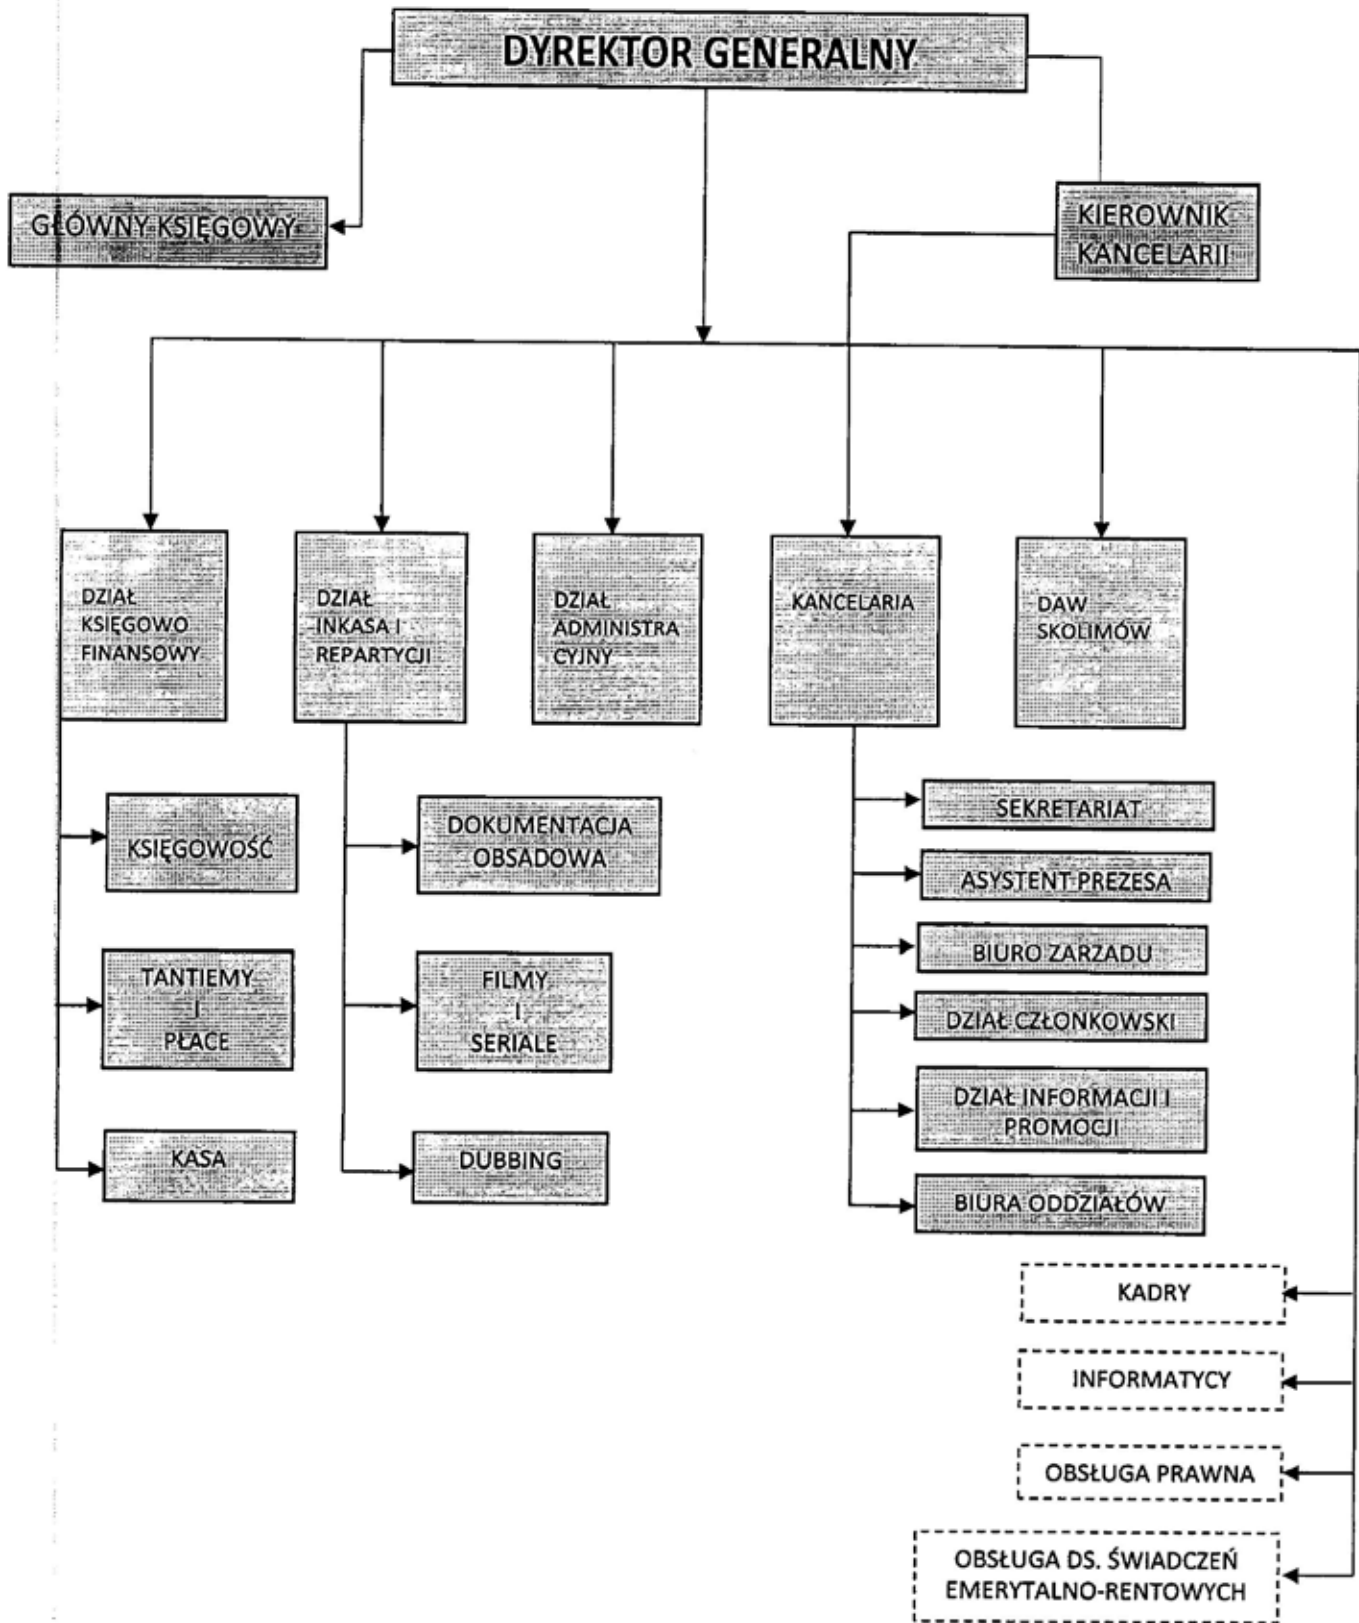 DYREKTOR GENERALNY
GŁÓWNY KSIĘGOWY
KIEROWNIK
KANCELARII
DZIAŁ
KSIĘGOWO
FINANSOWY
DZIAŁ
INKASA I
REPARTYCJI
DZIAŁ
ADMINISTRA
CYJNY
KANCELARIA
DAW
SKOLIMÓW
KSIĘGOWOŚĆ
TANTIEMY
I
PŁACE
KASA
DOKUMENTACJA
OBSADOWA
FILMY
I
SERIALE
DUBBING
SEKRETARIAT
ASYSTENT PREZESA
BIURO ZARZADU
DZIAŁ CZŁONKOWSKI
DZIAŁ INFORMACJI I
PROMOCJI
BIURA ODDZIAŁÓW
KADRY
INFORMATYCY
OBSŁUGA PRAWNA
OBSŁUGA DS. ŚWIADCZEŃ
EMERYTALNO-RENTOWYCH